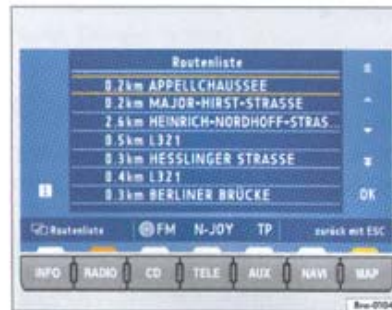 Routenliste
0.2km APPELLCHAUSSEE
0.2km MAJOR-HIRST-STRASSE
2.6km HEINRICH-NORDHOFF-STRAS...
0.5km L321
0.3km HESSLINGER STRASSE
0.4km L321
0.3km BERLINER BRÜCKE
OK
Routenliste FM N-JOY TP zurück mit ESC
INFO RADIO CD TELE AUX NAVI MAP